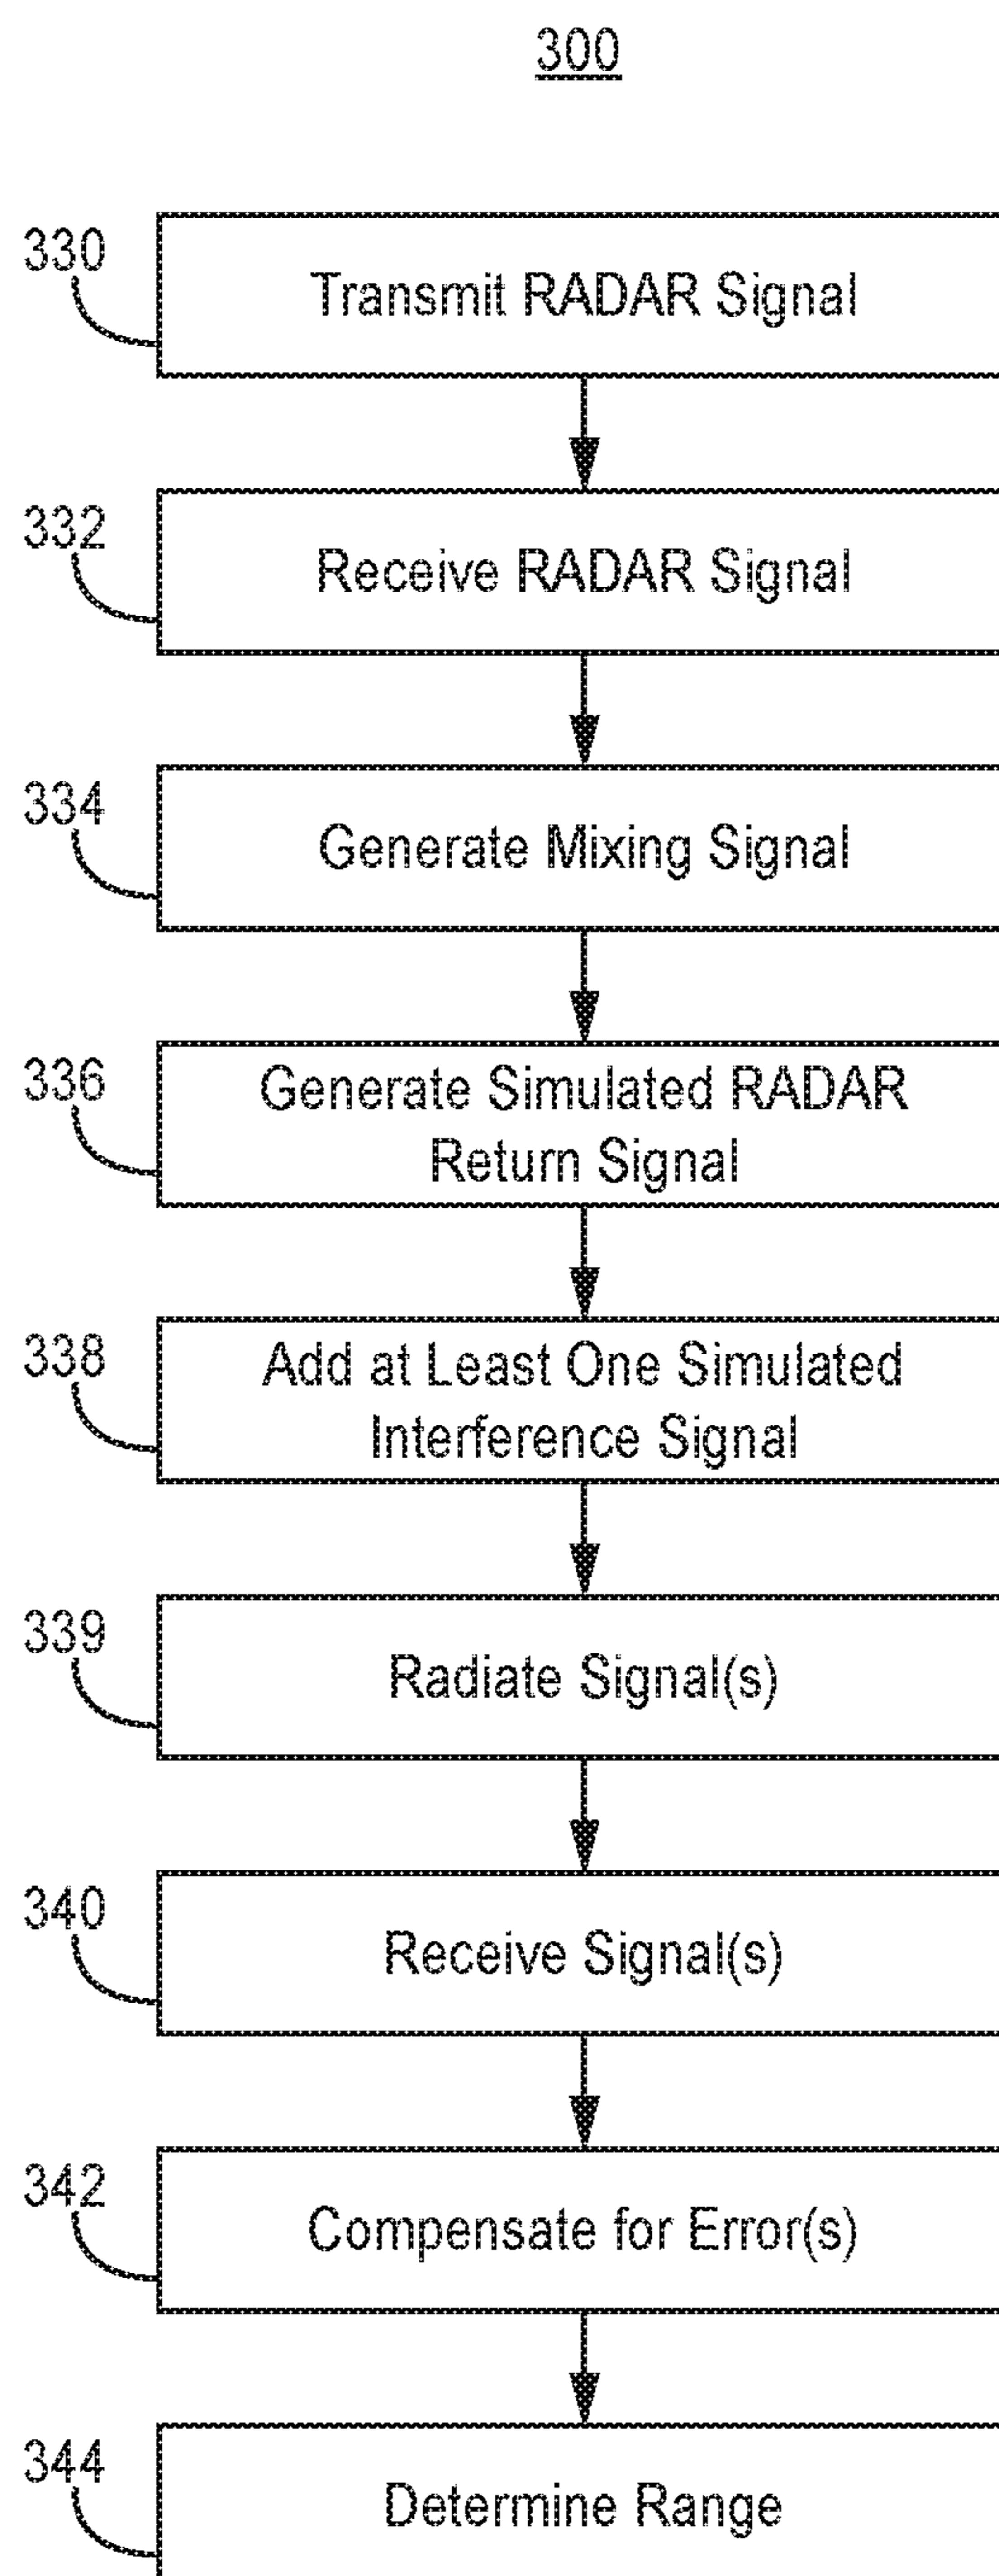 300
330
Transmit RADAR Signal
332
Receive RADAR Signal
334
Generate Mixing Signal
336
Generate Simulated RADAR
Return Signal
338
Add at Least One Simulated
Interference Signal
339
Radiate Signal(s)
340
Receive Signal(s)
342
Compensate for Error(s)
344
Determine Range